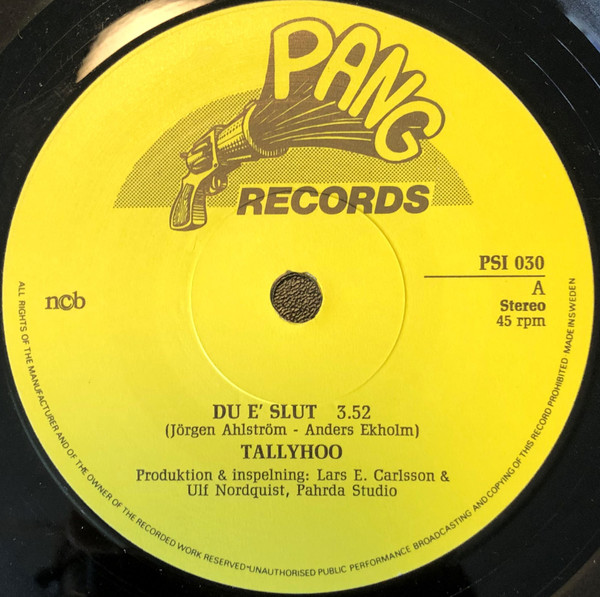 PANG
RECORDS
PSI 030
A
Stereo
45 rpm
ncb
DU E' SLUT 3.52
(Jörgen Ahlström - Anders Ekholm)
TALLYHOO
Produktion & inspelning: Lars E. Carlsson &
Ulf Nordquist, Pahrda Studio
ALL RIGHTS OF THE MANUFACTURER AND OF THE OWNER OF THE RECORDED WORK RESERVED-UNAUTHORISED PUBLIC PERFORMANCE BROADCASTING AND COPYING OF THIS RECORD PROHIBITED MADE IN SWEDEN